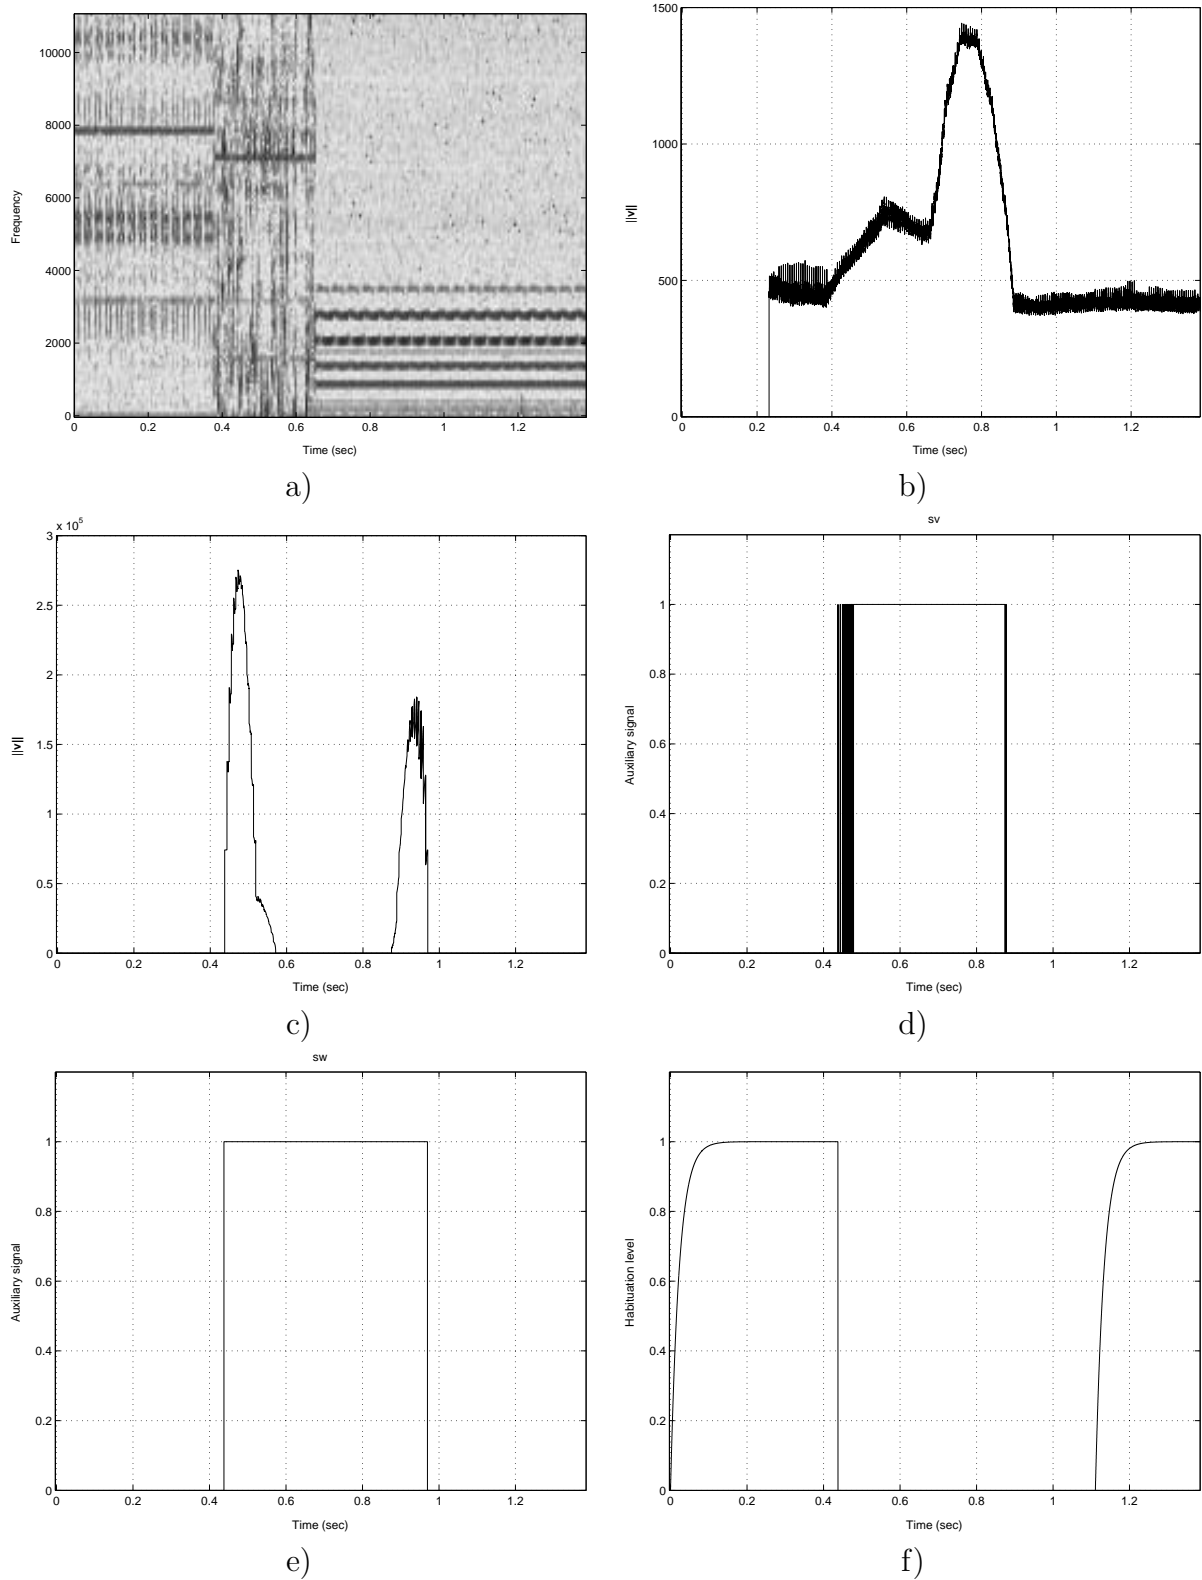 10000
8000
6000
4000
2000
0
Frequency
0 0.2 0.4 0.6 0.8 1 1.2
Time (sec)
a)
1500
1000
500
0
||v||
0 0.2 0.4 0.6 0.8 1 1.2
Time (sec)
b)
x 10^5
3
2.5
2
1.5
1
0.5
0
||v||
0 0.2 0.4 0.6 0.8 1 1.2
Time (sec)
c)
sv
1
0.8
0.6
0.4
0.2
0
Auxiliary signal
0 0.2 0.4 0.6 0.8 1 1.2
Time (sec)
d)
sw
1
0.8
0.6
0.4
0.2
0
Auxiliary signal
0 0.2 0.4 0.6 0.8 1 1.2
Time (sec)
e)
1
0.8
0.6
0.4
0.2
0
Habituation level
0 0.2 0.4 0.6 0.8 1 1.2
Time (sec)
f)